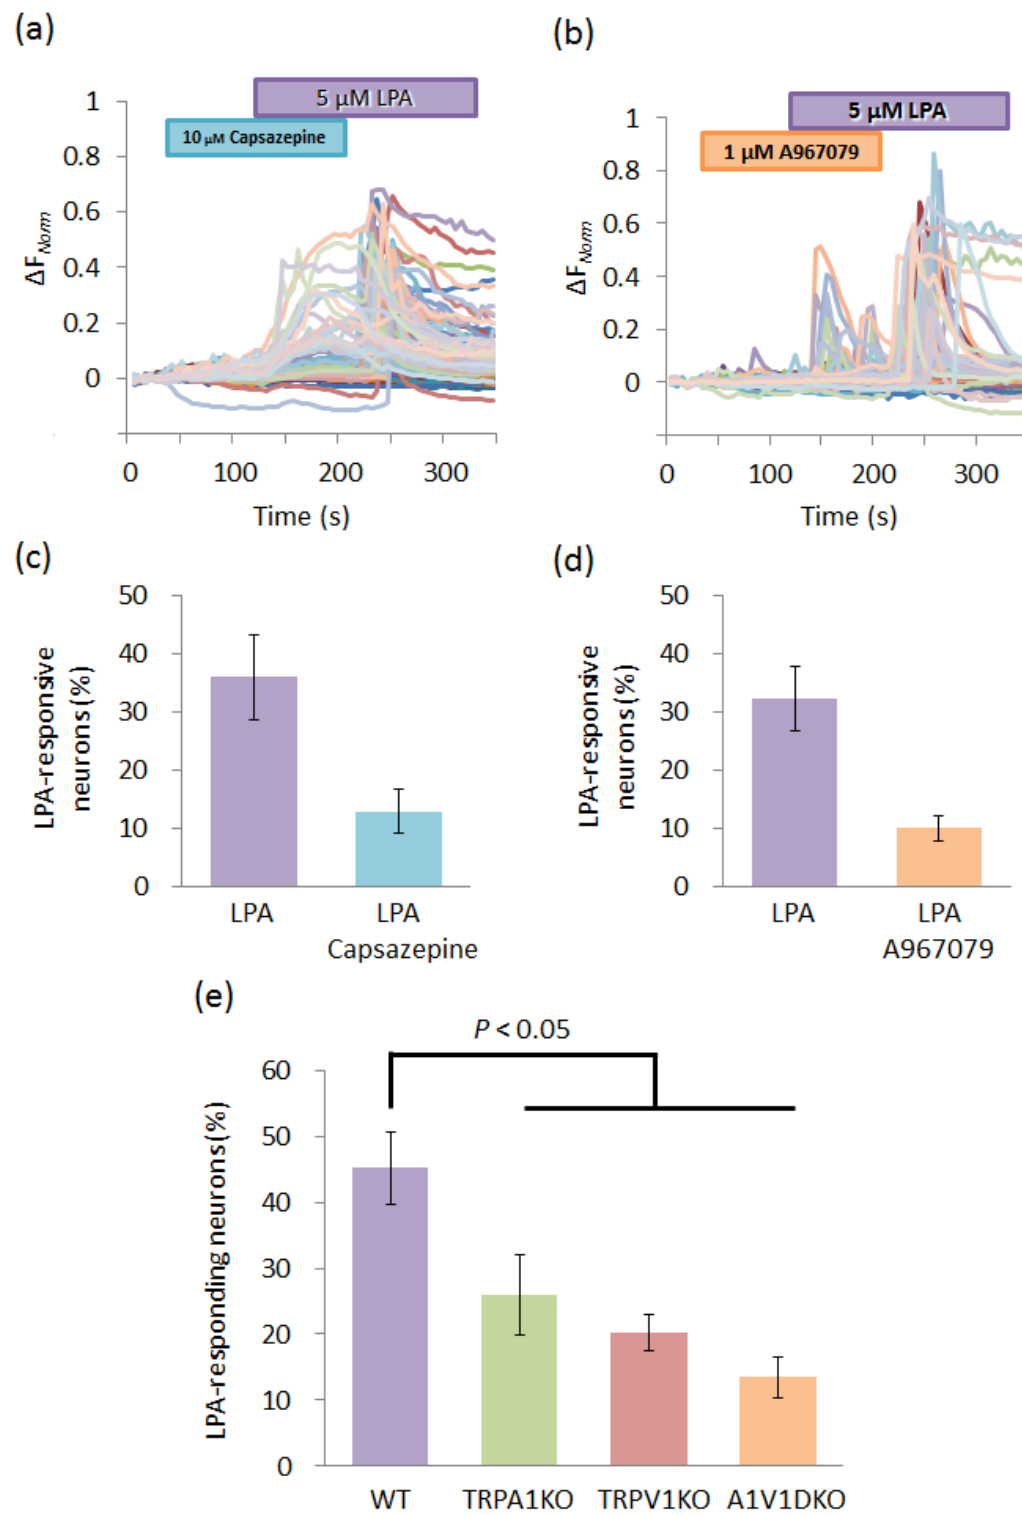 (a)
5 µM LPA
10 µM Capsazepine
1
0.8
0.6
0.4
0.2
0
ΔF Norm
0 100 200 300
Time (s)
(b)
5 µM LPA
1 µM A967079
1
0.8
0.6
0.4
0.2
0
ΔF Norm
0 100 200 300
Time (s)
(c)
50
40
30
20
10
0
LPA-responsive
neurons (%)
LPA LPA
Capsazepine
(d)
50
40
30
20
10
0
LPA-responsive
neurons (%)
LPA LPA
A967079
(e)
P < 0.05
60
50
40
30
20
10
0
LPA-responding neurons (%)
WT TRPA1KO TRPV1KO A1V1DKO